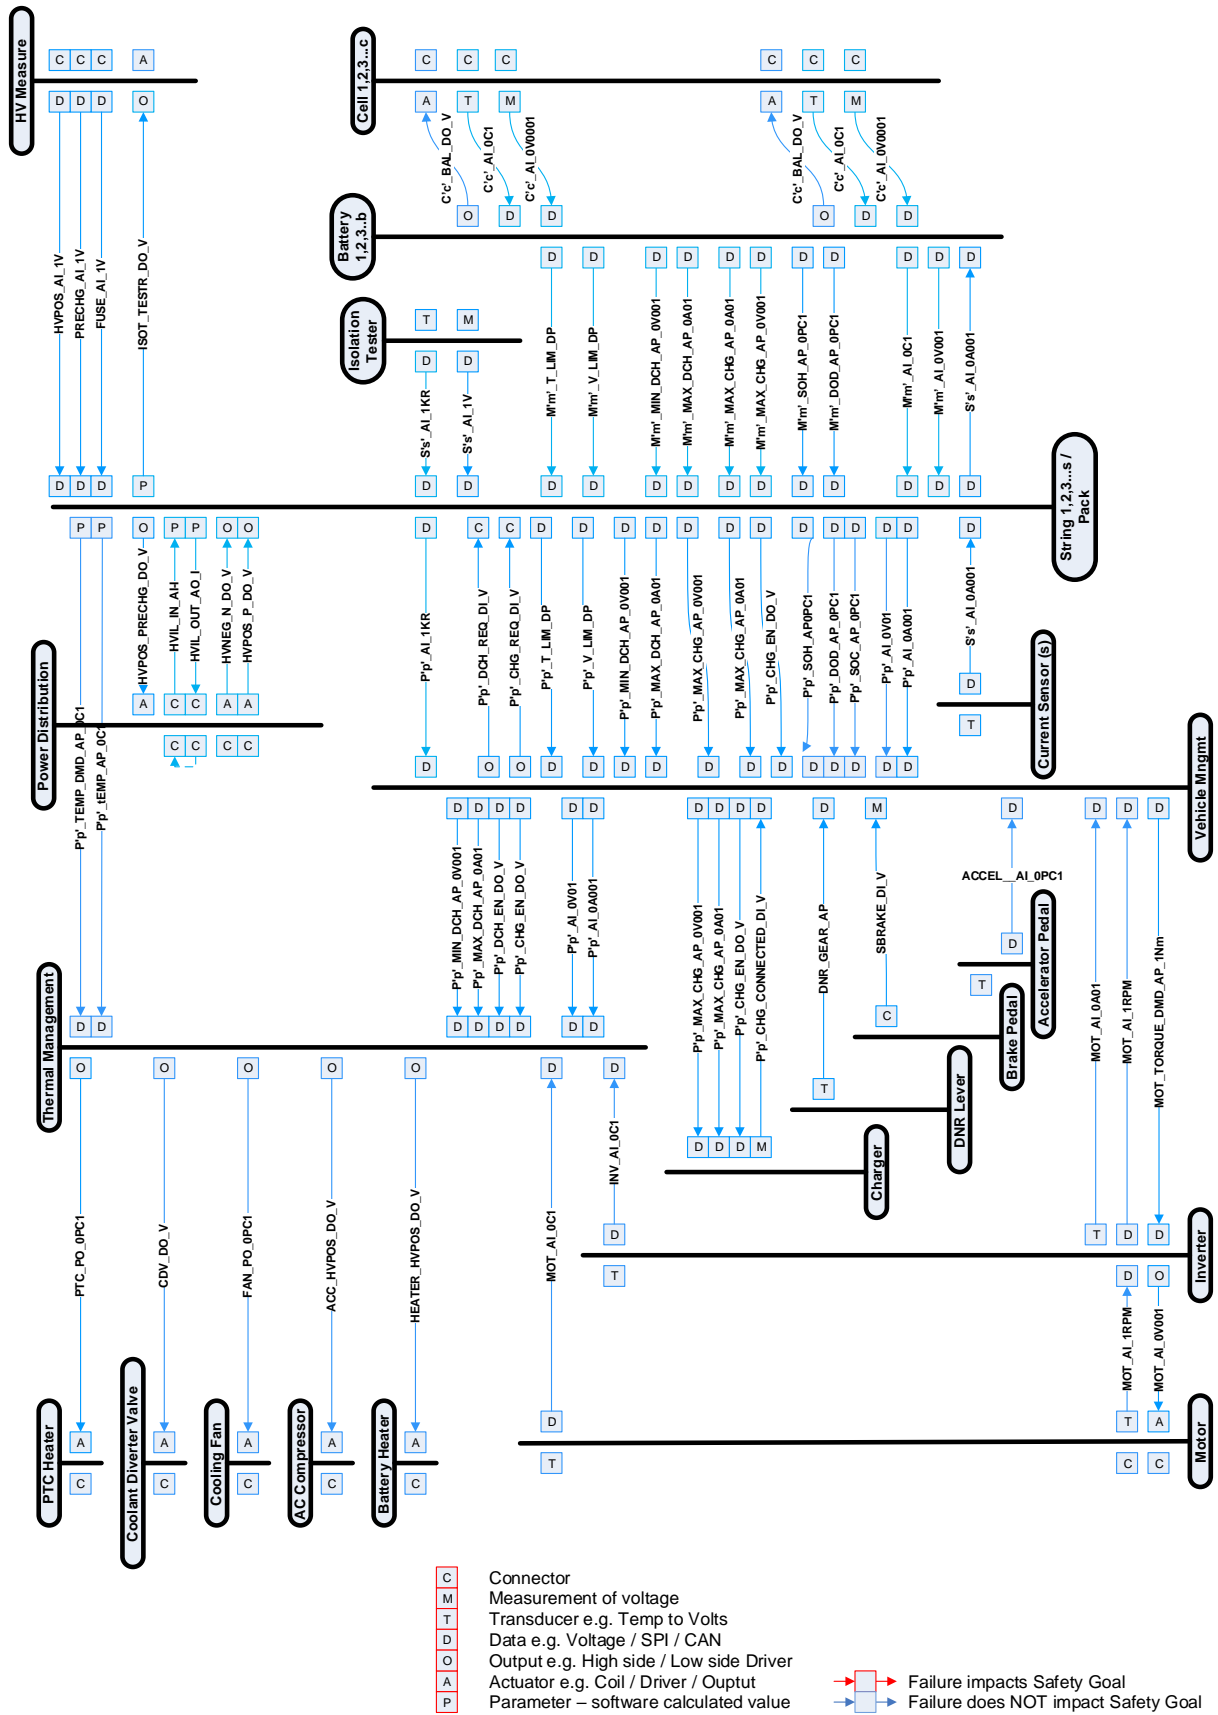 HV Measure
C C C A
D D D O
HVPOS_AI_1V
PRECHG_AI_1V
FUSE_AI_1V
ISOT_TESTR_DO_V
D D D P
Cell 1,2,3...c
C C C C C C
A T M A T M
C'c'_BAL_DO_V
C'c'_AI_0C1
C'c'_AI_0V0001
C'c'_BAL_DO_V
C'c'_AI_0C1
C'c'_AI_0V0001
O D D O D D
Battery
1,2,3..b
D D D D D D D D D D D
Isolation
Tester
T M
D D
S's'_AI_1KR
S's'_AI_1V
M'm'_T_LIM_DP
M'm'_V_LIM_DP
M'm'_MIN_DCH_AP_0V001
M'm'_MAX_DCH_AP_0A01
M'm'_MAX_CHG_AP_0A01
M'm'_MAX_CHG_AP_0V001
M'm'_SOH_AP_0PC1
M'm'_DOD_AP_0PC1
M'm'_AI_0C1
M'm'_AI_0V001
S's'_AI_0A001
D D D D D D D D D D D D D
String 1,2,3...s /
Pack
P P O P P O O
D C C D D D D D D D D D D D D D
HVPOS_PRECHG_DO_V
HVIL_IN_AH
HVIL_OUT_AO_I
HVNEG_N_DO_V
HVPOS_P_DO_V
P'p'_AI_1KR
P'p'_DCH_REQ_DI_V
P'p'_CHG_REQ_DI_V
P'p'_T_LIM_DP
P'p'_V_LIM_DP
P'p'_MIN_DCH_AP_0V001
P'p'_MAX_DCH_AP_0A01
P'p'_MAX_CHG_AP_0V001
P'p'_MAX_CHG_AP_0A01
P'p'_CHG_EN_DO_V
P'p'_SOH_AP0PC1
P'p'_DOD_AP_0PC1
P'p'_SOC_AP_0PC1
P'p'_AI_0V01
P'p'_AI_0A001
S's'_AI_0A001
Power Distribution
A C C A A
C C C C
P'p'_TEMP_DMD_AP_0C1
P'p'_tEMP_AP_0C1
D
T
Current Sensor (s)
D O O D D D D D D D D D D D D
Vehicle Mngmt
D D D D D D D D D D D M D D D D
P'p'_MIN_DCH_AP_0V001
P'p'_MAX_DCH_AP_0A01
P'p'_DCH_EN_DO_V
P'p'_CHG_EN_DO_V
P'p'_AI_0V01
P'p'_AI_0A001
P'p'_MAX_CHG_AP_0V001
P'p'_MAX_CHG_AP_0A01
P'p'_CHG_EN_DO_V
P'p'_CHG_CONNECTED_DI_V
DNR_GEAR_AP
SBRAKE_DI_V
ACCEL__AI_0PC1
MOT_AI_0A01
MOT_AI_1RPM
MOT_TORQUE_DMD_AP_1Nm
D
T
Accelerator Pedal
C
Brake Pedal
T
DNR Lever
D D D M
Charger
Thermal Management
D D D D D D D D
O O O O O D D
PTC_PO_0PC1
CDV_DO_V
FAN_PO_0PC1
ACC_HVPOS_DO_V
HEATER_HVPOS_DO_V
MOT_AI_0C1
INV_AI_0C1
D T D D
T D O
Inverter
MOT_AI_1RPM
MOT_AI_0V001
D T A
T C C
Motor
A A A A A
C C C C C
PTC Heater
Coolant Diverter Valve
Cooling Fan
AC Compressor
Battery Heater
C Connector
M Measurement of voltage
T Transducer e.g. Temp to Volts
D Data e.g. Voltage / SPI / CAN
O Output e.g. High side / Low side Driver
A Actuator e.g. Coil / Driver / Ouptut
P Parameter – software calculated value
Failure impacts Safety Goal
Failure does NOT impact Safety Goal